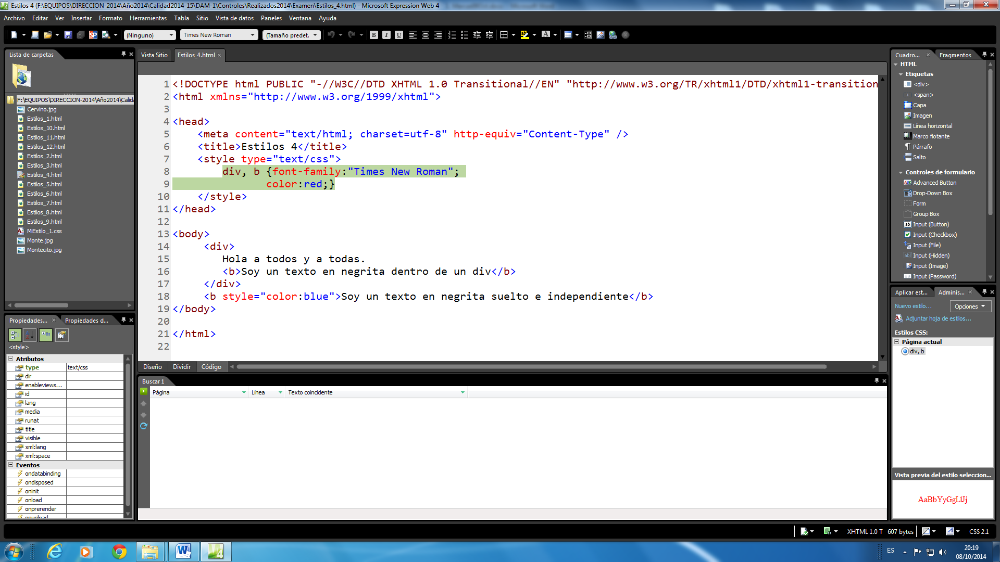 Estilos 4 (F:\EQUIPOS\DIRECCION-2014\Año2014\Calidad2014-15\DAM-1\Controles\Realizados2014\Examen\Estilos_4.html) - Microsoft Expression Web 4
Archivo Editar Ver Insertar Formato Herramientas Tabla Sitio Vista de datos Paneles Ventana Ayuda
(Ninguno) Times New Roman (Tamaño predet.
Lista de carpetas
F:\EQUIPOS\DIRECCION-2014\Año2014\Calida
Cervino.jpg
Estilos_1.html
Estilos_10.html
Estilos_11.html
Estilos_12.html
Estilos_2.html
Estilos_3.html
Estilos_4.html
Estilos_5.html
Estilos_6.html
Estilos_7.html
Estilos_8.html
Estilos_9.html
MiEstilo_1.css
Monte.jpg
Montecito.jpg
Propiedades... Propiedades d...
<style>
Atributos
type text/css
dir
enableviews...
id
lang
media
runat
title
visible
xml:lang
xml:space
Eventos
ondatabinding
ondisposed
oninit
onload
onprerender
onunload
Vista Sitio Estilos_4.html
1 <!DOCTYPE html PUBLIC "-//W3C//DTD XHTML 1.0 Transitional//EN" "http://www.w3.org/TR/xhtml1/DTD/xhtml1-transition
2 <html xmlns="http://www.w3.org/1999/xhtml">
3
4 <head>
5 <meta content="text/html; charset=utf-8" http-equiv="Content-Type" />
6 <title>Estilos 4</title>
7 <style type="text/css">
8 div, b {font-family:"Times New Roman";
9 color:red;}
10 </style>
11 </head>
12
13 <body>
14 <div>
15 Hola a todos y a todas.
16 <b>Soy un texto en negrita dentro de un div</b>
17 </div>
18 <b style="color:blue">Soy un texto en negrita suelto e independiente</b>
19 </body>
20
21 </html>
22
Diseño Dividir Código
Buscar 1
Página Línea Texto coincidente
Cuadro... Fragmentos
HTML
Etiquetas
<div>
<span>
Capa
Imagen
Línea horizontal
Marco flotante
Párrafo
Salto
Controles de formulario
Advanced Button
Drop-Down Box
Form
Group Box
Input (Button)
Input (Checkbox)
Input (File)
Input (Hidden)
Input (Image)
Input (Password)
Aplicar est... Adminis...
Nuevo estilo... Opciones
Adjuntar hoja de estilos...
Estilos CSS:
Página actual
div, b
Vista previa del estilo seleccion...
AaBbYyGgLlJj
XHTML 1.0 T 607 bytes CSS 2.1
ES
20:19
08/10/2014